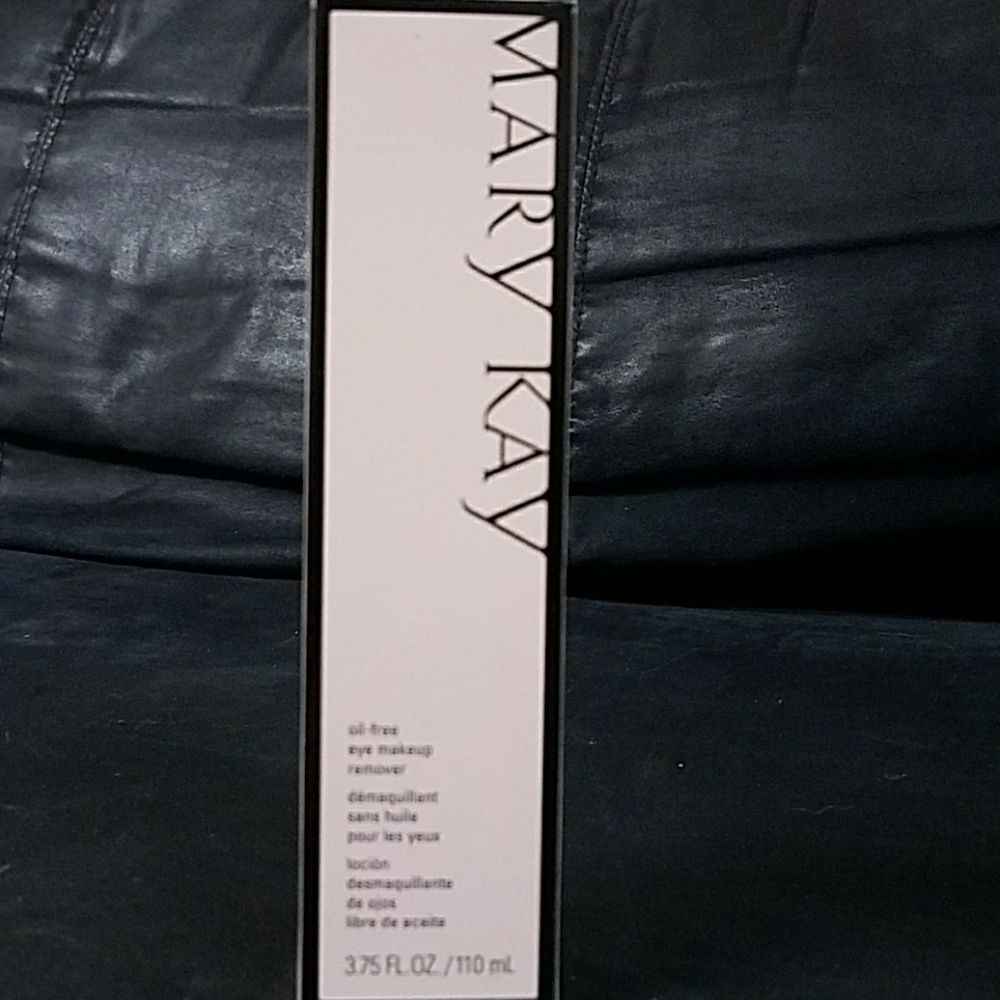 MARY KAY
oil-free
eye makeup
remover
démaquillant
sans huile
pour les yeux
loción
desmaquillante
de ojos
libre de aceite
3.75 FL.OZ. / 110 mL